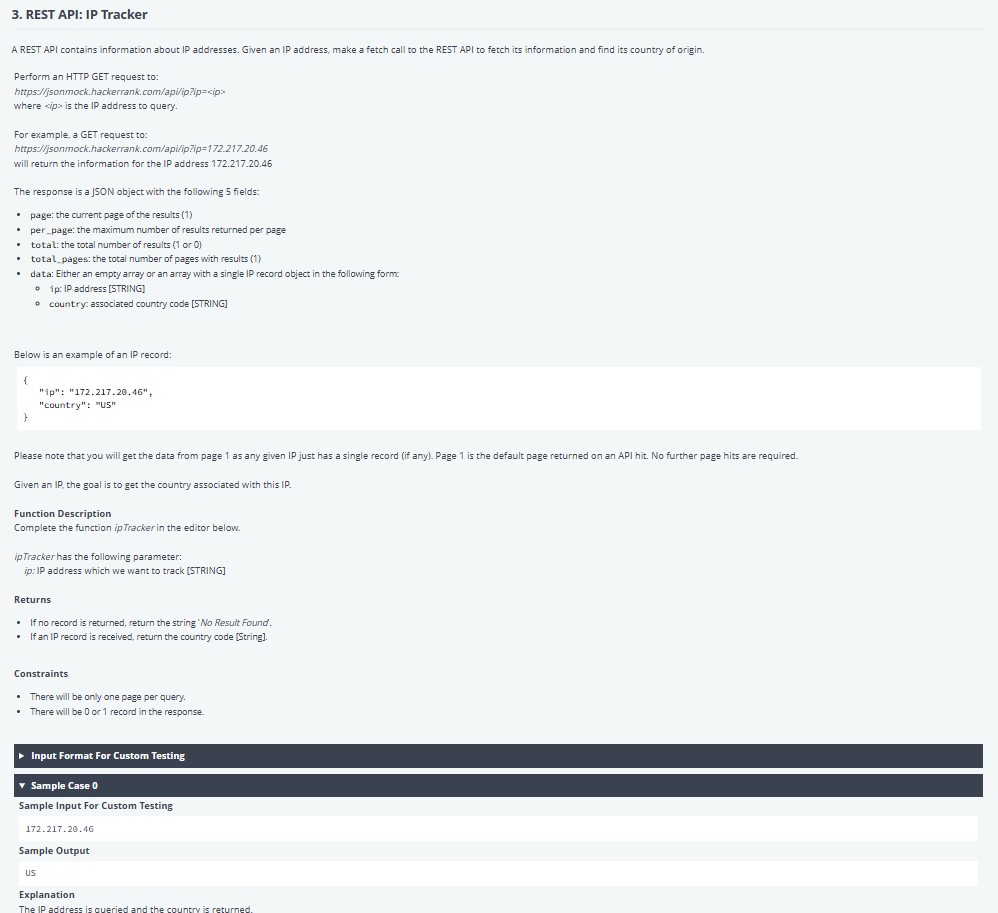 3. REST API: IP Tracker
A REST API contains information about IP addresses. Given an IP address, make a fetch call to the REST API to fetch its information and find its country of origin.
Perform an HTTP GET request to:
https://jsonmock.hackerrank.com/api/ip?ip=<ip>
where <ip> is the IP address to query.
For example, a GET request to:
https://jsonmock.hackerrank.com/api/ip?ip=172.217.20.46
will return the information for the IP address 172.217.20.46
The response is a JSON object with the following 5 fields:
• page: the current page of the results (1)
• per_page: the maximum number of results returned per page
• total: the total number of results (1 or 0)
• total_pages: the total number of pages with results (1)
• data: Either an empty array or an array with a single IP record object in the following form:
ip: IP address [STRING]
country: associated country code [STRING]
Below is an example of an IP record:
{
"ip": "172.217.20.46",
"country": "US"
}
Please note that you will get the data from page 1 as any given IP just has a single record (if any). Page 1 is the default page returned on an API hit. No further page hits are required.
Given an IP, the goal is to get the country associated with this IP.
Function Description
Complete the function ipTracker in the editor below.
ipTracker has the following parameter:
ip: IP address which we want to track [STRING]
Returns
• If no record is returned, return the string 'No Result Found'.
• If an IP record is received, return the country code [String].
Constraints
• There will be only one page per query.
• There will be 0 or 1 record in the response.
Input Format For Custom Testing
Sample Case 0
Sample Input For Custom Testing
172.217.20.46
Sample Output
US
Explanation
The IP address is queried and the country is returned.